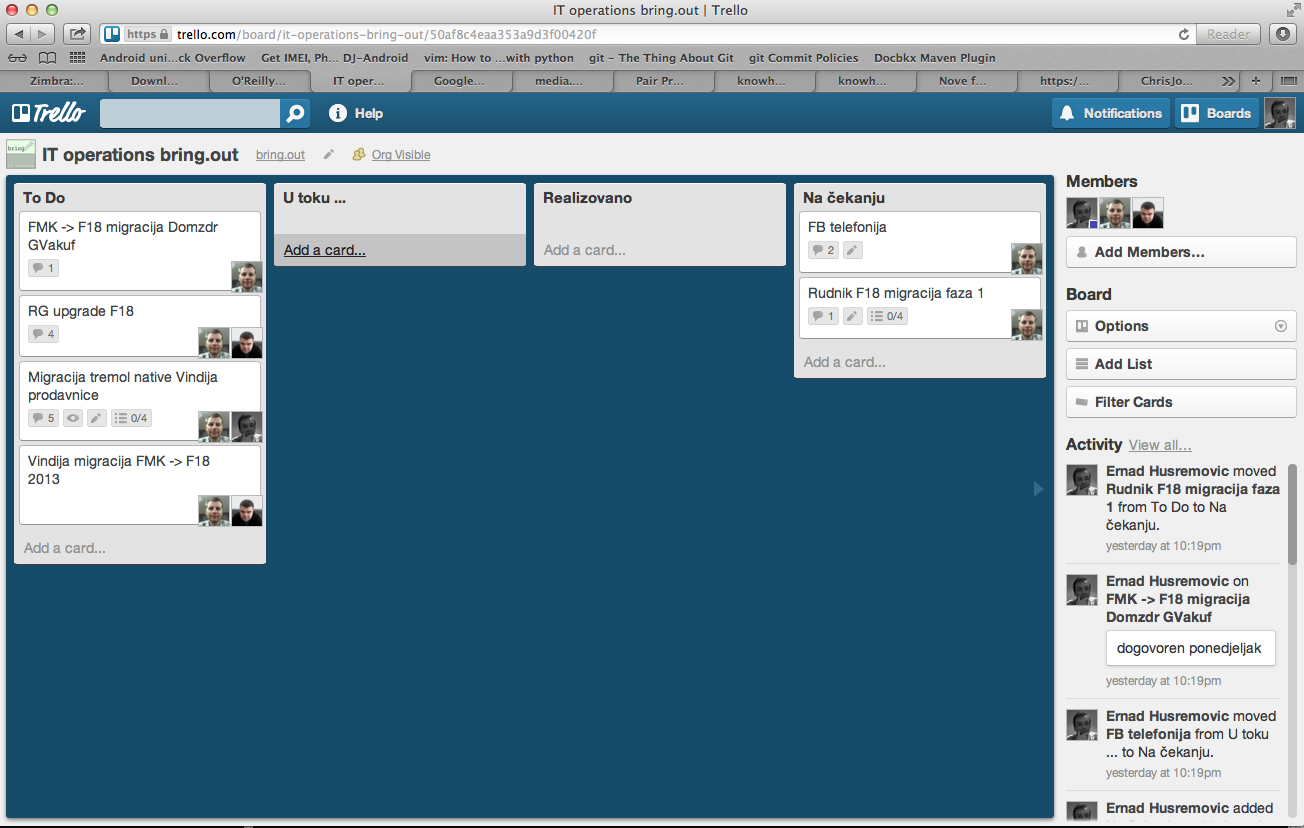 IT operations bring.out | Trello
https trello.com/board/it-operations-bring-out/50af8c4eaa353a9d3f00420f
Reader
Android uni...ck Overflow Get IMEI, Ph... DJ-Android vim: How to ...with python git - The Thing About Git git Commit Policies Docbkx Maven Plugin
Zimbra:... Downl... O'Reilly... IT oper... Google... media.... Pair Pr... knowh... knowh... Nove f... https:/... ChrisJo...
Trello
Help
Notifications
Boards
bring
IT operations bring.out
bring.out
Org Visible
To Do
FMK -> F18 migracija Domzdr
GVakuf
1
RG upgrade F18
4
Migracija tremol native Vindija
prodavnice
5 0/4
Vindija migracija FMK -> F18
2013
Add a card...
U toku ...
Add a card...
Realizovano
Add a card...
Na čekanju
FB telefonija
2
Rudnik F18 migracija faza 1
1 0/4
Add a card...
Members
Add Members...
Board
Options
Add List
Filter Cards
Activity View all...
Ernad Husremovic moved
Rudnik F18 migracija faza
1 from To Do to Na
čekanju.
yesterday at 10:19pm
Ernad Husremovic on
FMK -> F18 migracija
Domzdr GVakuf
dogovoren ponedjeljak
yesterday at 10:19pm
Ernad Husremovic moved
FB telefonija from U toku
... to Na čekanju.
yesterday at 10:19pm
Ernad Husremovic added